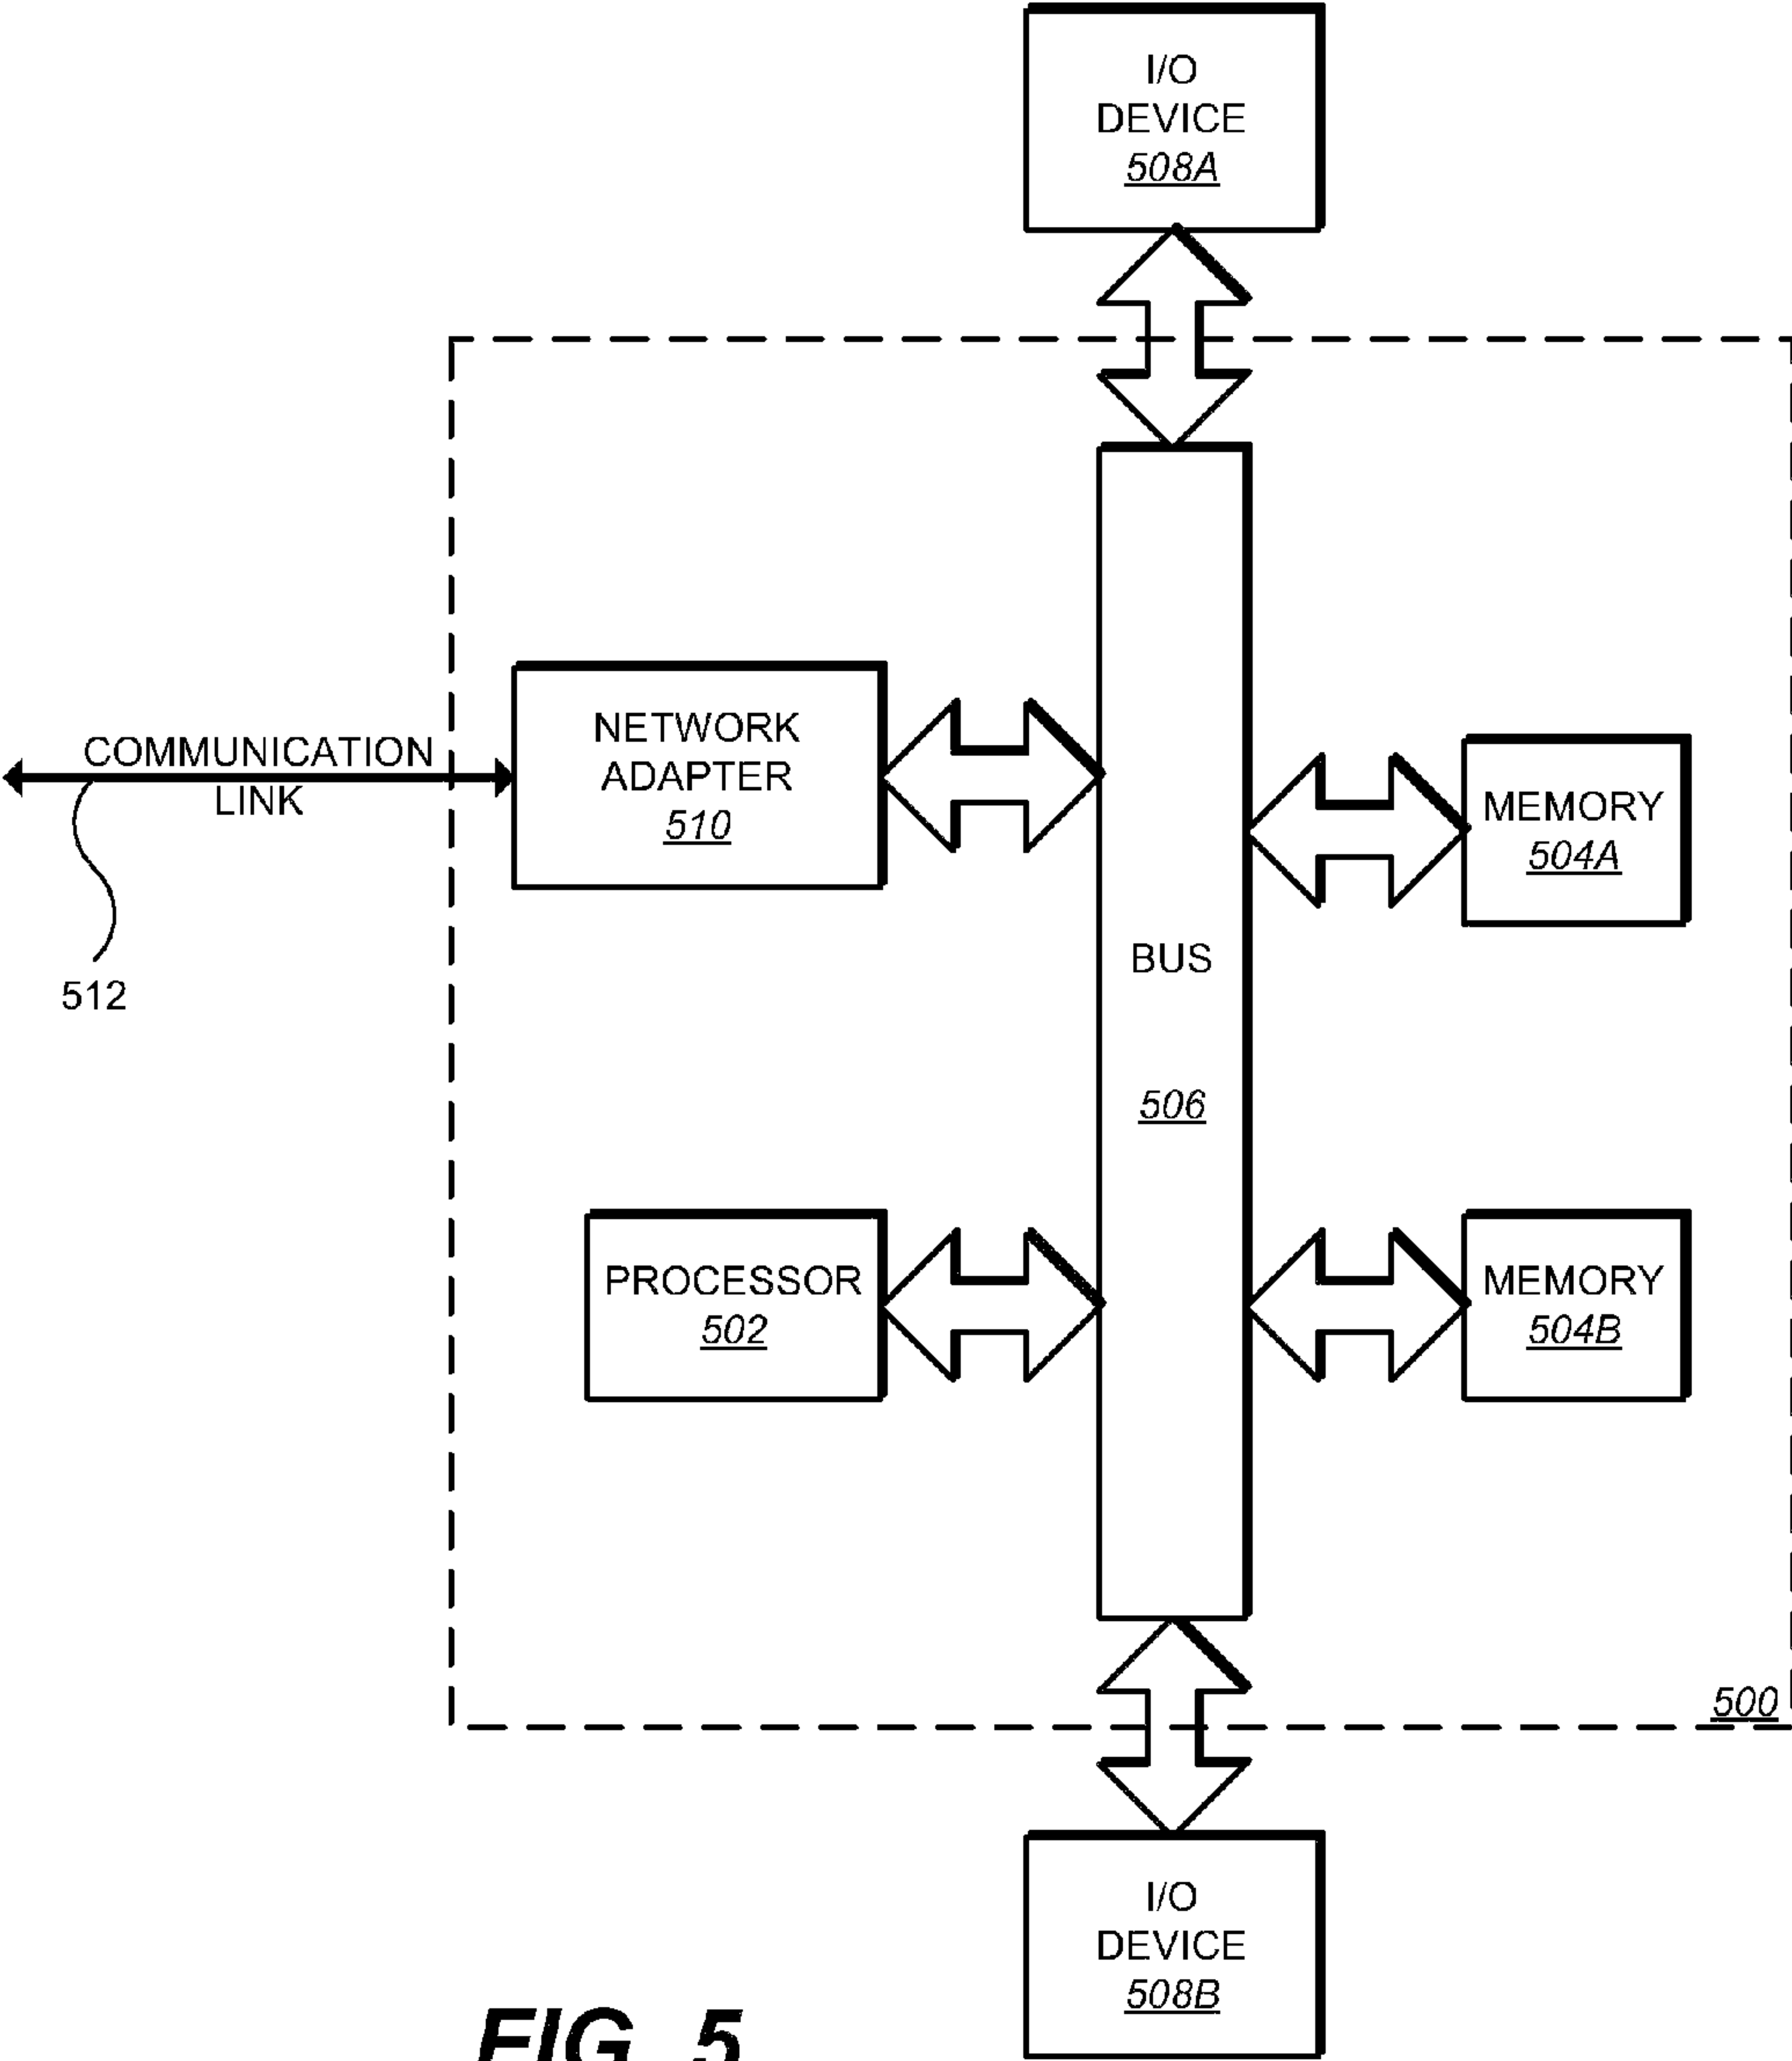 I/O
DEVICE
508A
COMMUNICATION
LINK
512
NETWORK
ADAPTER
510
MEMORY
504A
BUS
506
PROCESSOR
502
MEMORY
504B
500
I/O
DEVICE
508B
FIG. 5